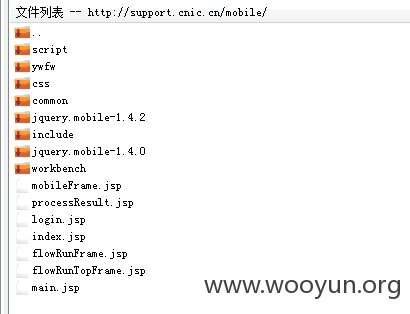 文件列表 -- http://support.cnic.cn/mobile/
..
script
ywfw
css
common
jquery.mobile-1.4.2
include
jquery.mobile-1.4.0
workbench
mobileFrame.jsp
processResult.jsp
login.jsp
index.jsp
flowRunFrame.jsp
flowRunTopFrame.jsp
main.jsp
www.wooyun.org